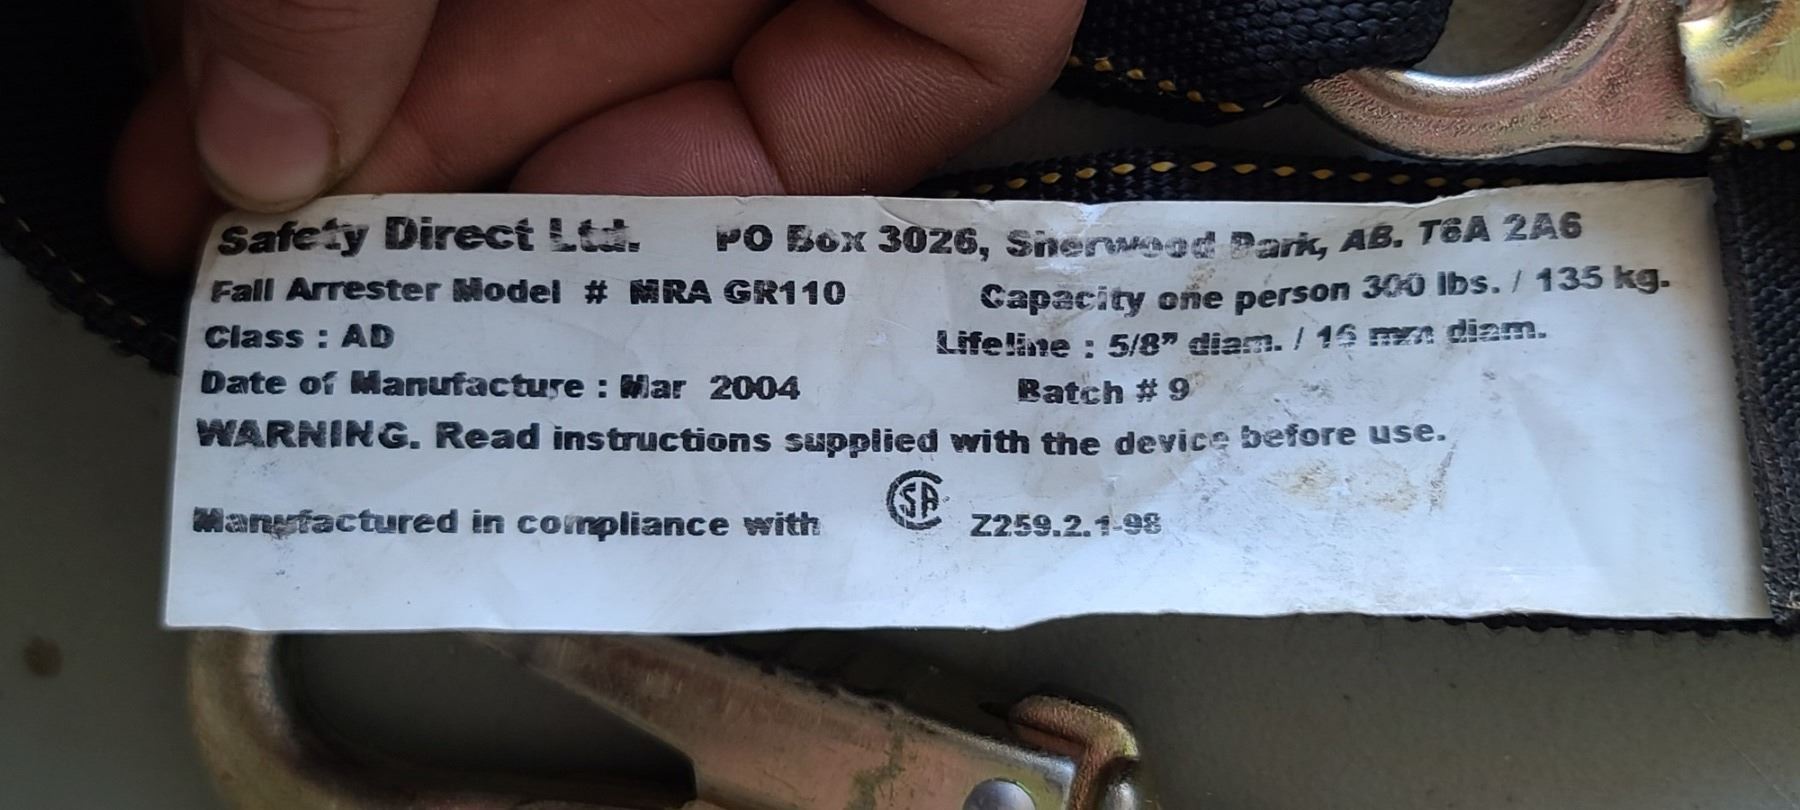 Safety Direct Ltd. PO Box 3026, Sherwood Park, AB. T6A 2A6
Fall Arrester Model # MRA GR110 Capacity one person 300 lbs. / 135 kg.
Class : AD Lifeline : 5/8" diam. / 16 mm diam.
Date of Manufacture : Mar 2004 Batch # 9
WARNING. Read instructions supplied with the device before use.
Manufactured in compliance with CSA Z259.2.1-98